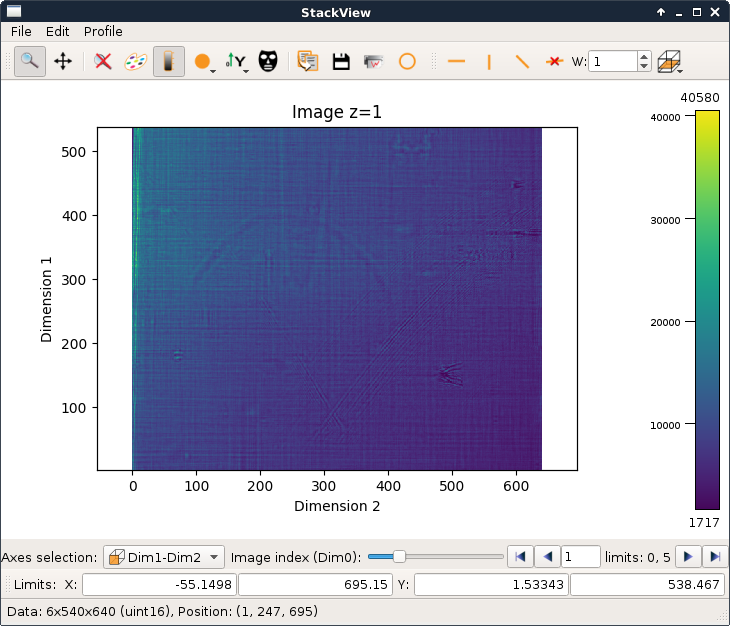 StackView
File Edit Profile
Y W: 1
Image z=1
40580
40000
30000
20000
10000
1717
500
400
300
200
100
Dimension 1
0 100 200 300 400 500 600
Dimension 2
Axes selection: Dim1-Dim2 Image index (Dim0): 1 limits: 0, 5
Limits: X: -55.1498 695.15 Y: 1.53343 538.467
Data: 6x540x640 (uint16), Position: (1, 247, 695)